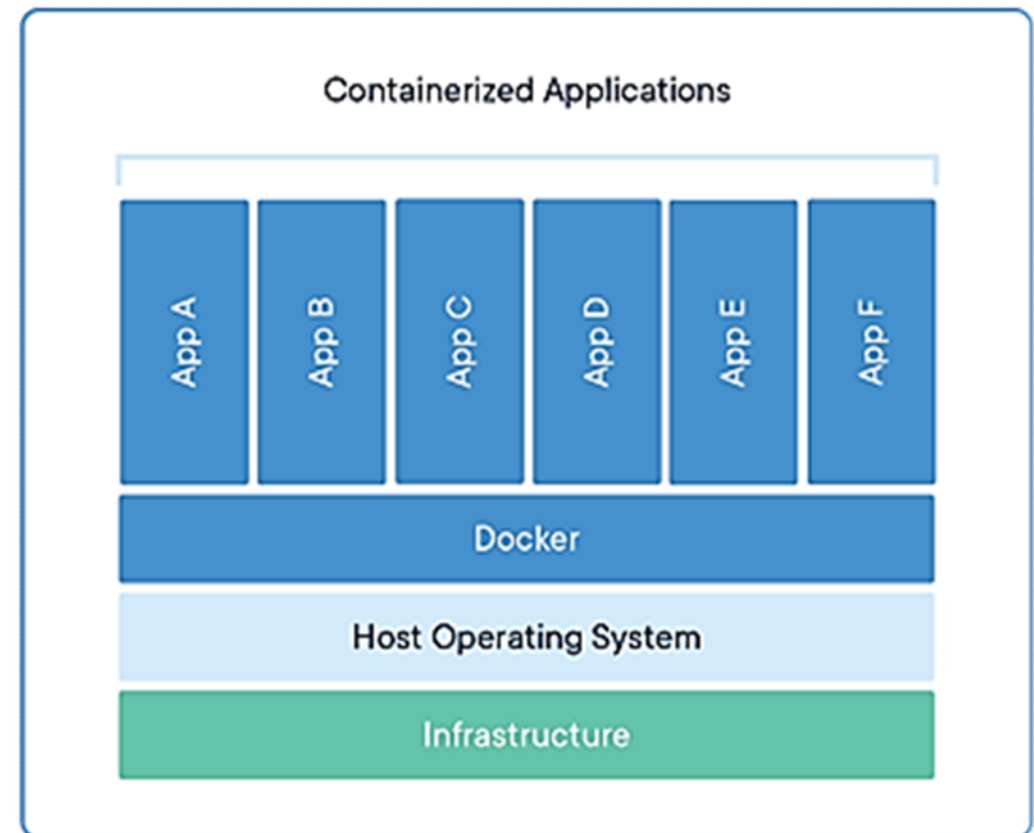 Containerized Applications
App A
App B
App C
App D
App E
App F
Docker
Host Operating System
Infrastructure